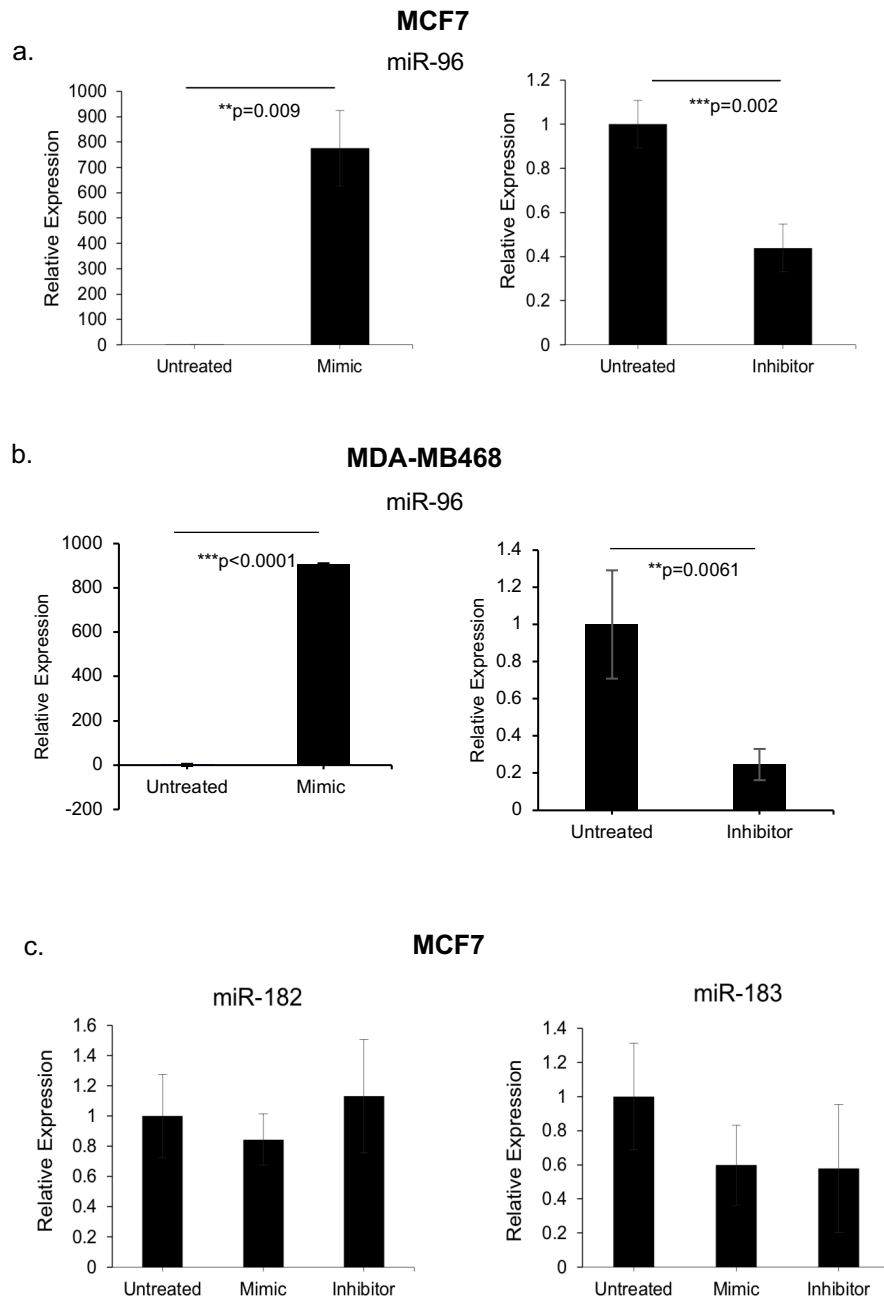 MCF7
a.
miR-96
1000
900
800
700
600
500
400
300
200
100
0
Relative Expression
**p=0.009
Untreated Mimic
1.2
1
0.8
0.6
0.4
0.2
0
Relative Expression
***p=0.002
Untreated Inhibitor
b.
MDA-MB468
miR-96
1000
800
600
400
200
0
-200
Relative Expression
***p<0.0001
Untreated Mimic
1.4
1.2
1
0.8
0.6
0.4
0.2
0
Relative Expression
**p=0.0061
Untreated Inhibitor
c.
MCF7
miR-182
1.6
1.4
1.2
1
0.8
0.6
0.4
0.2
0
Relative Expression
Untreated Mimic Inhibitor
miR-183
1.4
1.2
1
0.8
0.6
0.4
0.2
0
Relative Expression
Untreated Mimic Inhibitor